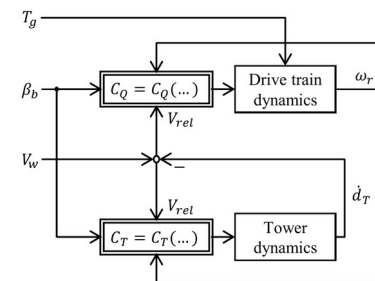 T_g
β_b
C_Q = C_Q(...)
Drive train
dynamics
ω_r
V_rel
V_w
−
V_rel
ḋ_T
C_T = C_T(...)
Tower
dynamics